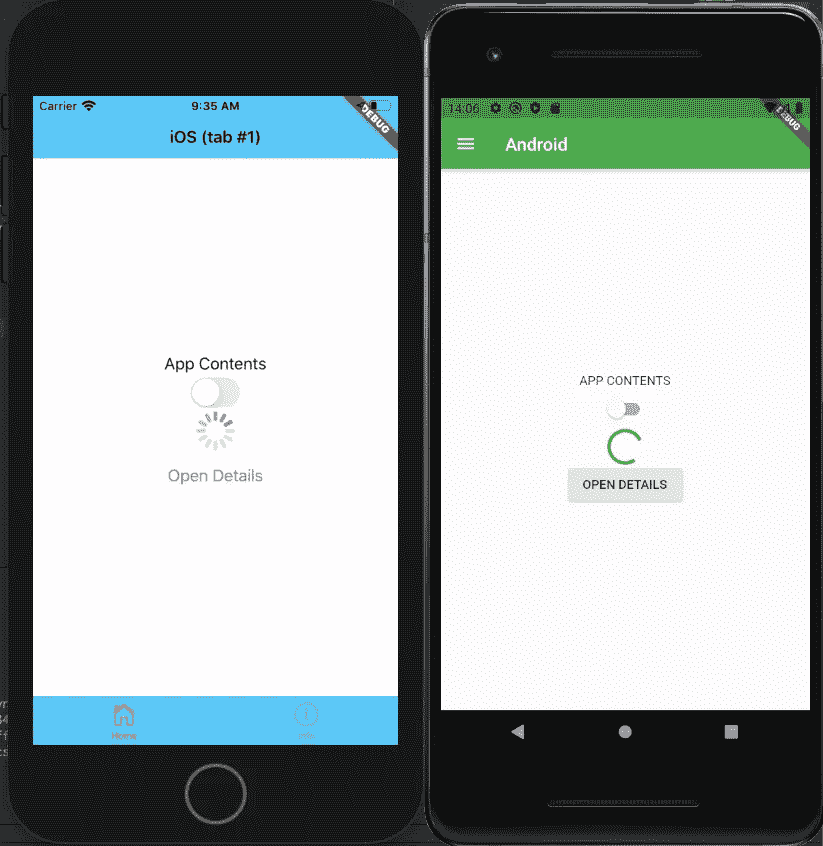 Carrier 9:35 AM
DEBUG
iOS (tab #1)
App Contents
Open Details
Home
Info
14:06
DEBUG
Android
APP CONTENTS
OPEN DETAILS